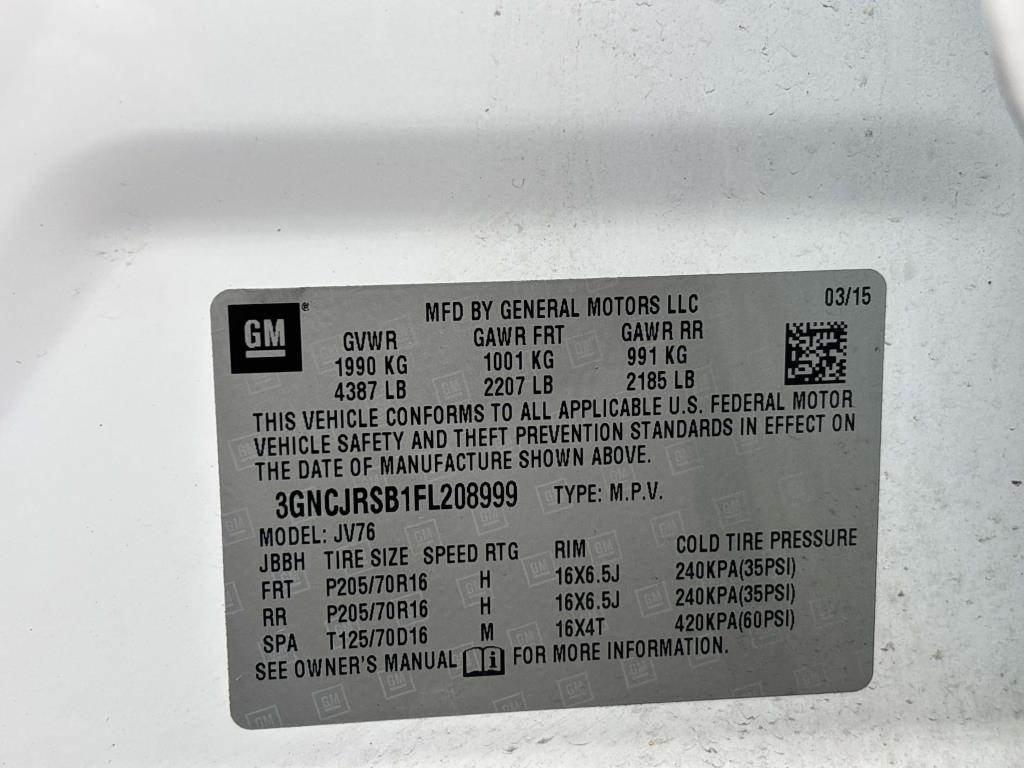 GM ®
MFD BY GENERAL MOTORS LLC 03/15
GVWR GAWR FRT GAWR RR
1990 KG 1001 KG 991 KG
4387 LB 2207 LB 2185 LB
THIS VEHICLE CONFORMS TO ALL APPLICABLE U.S. FEDERAL MOTOR
VEHICLE SAFETY AND THEFT PREVENTION STANDARDS IN EFFECT ON
THE DATE OF MANUFACTURE SHOWN ABOVE.
3GNCJRSB1FL208999 TYPE: M.P.V.
MODEL: JV76
JBBH TIRE SIZE SPEED RTG RIM COLD TIRE PRESSURE
FRT P205/70R16 H 16X6.5J 240KPA(35PSI)
RR P205/70R16 H 16X6.5J 240KPA(35PSI)
SPA T125/70D16 M 16X4T 420KPA(60PSI)
SEE OWNER'S MANUAL i FOR MORE INFORMATION.